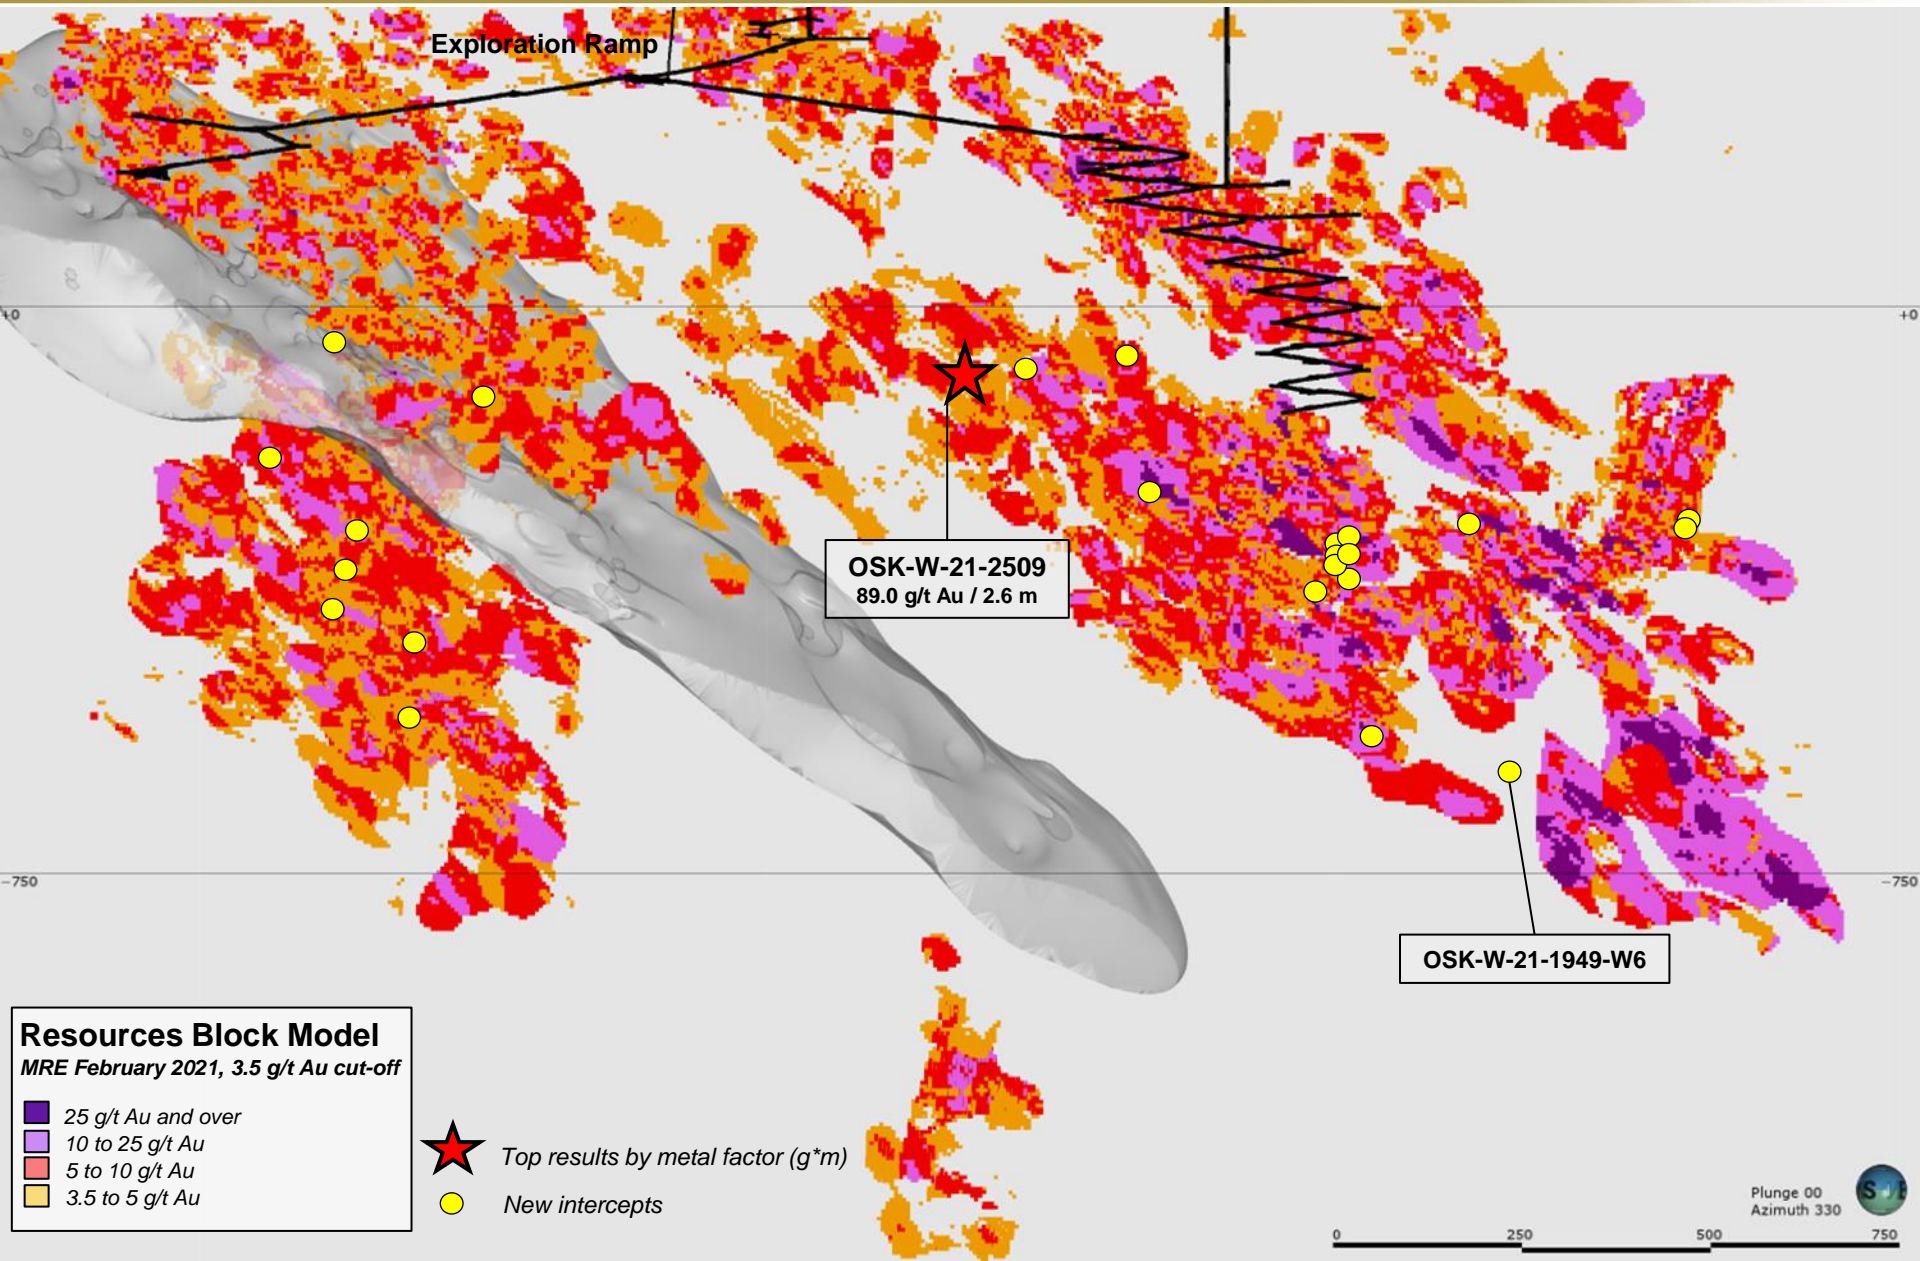 Exploration Ramp
+0
+0
OSK-W-21-2509
89.0 g/t Au / 2.6 m
−750
−750
OSK-W-21-1949-W6
Resources Block Model
MRE February 2021, 3.5 g/t Au cut-off
25 g/t Au and over
10 to 25 g/t Au
5 to 10 g/t Au
3.5 to 5 g/t Au
Top results by metal factor (g*m)
New intercepts
Plunge 00
Azimuth 330
S
0 250 500 750